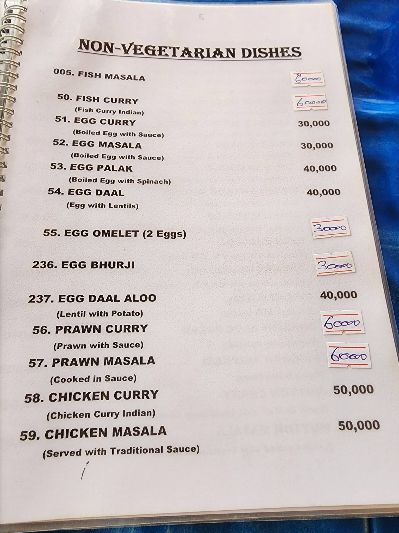 NON-VEGETARIAN DISHES
005. FISH MASALA 60000
50. FISH CURRY 60000
(Fish Curry Indian)
51. EGG CURRY 30,000
(Boiled Egg with Sauce)
52. EGG MASALA 30,000
(Boiled Egg with Sauce)
53. EGG PALAK 40,000
(Boiled Egg with Spinach)
54. EGG DAAL 40,000
(Egg with Lentils)
55. EGG OMELET (2 Eggs) 30000
236. EGG BHURJI 30000
237. EGG DAAL ALOO 40,000
(Lentil with Potato)
56. PRAWN CURRY 60000
(Prawn with Sauce)
57. PRAWN MASALA 60000
(Cooked in Sauce)
58. CHICKEN CURRY 50,000
(Chicken Curry Indian)
59. CHICKEN MASALA 50,000
(Served with Traditional Sauce)